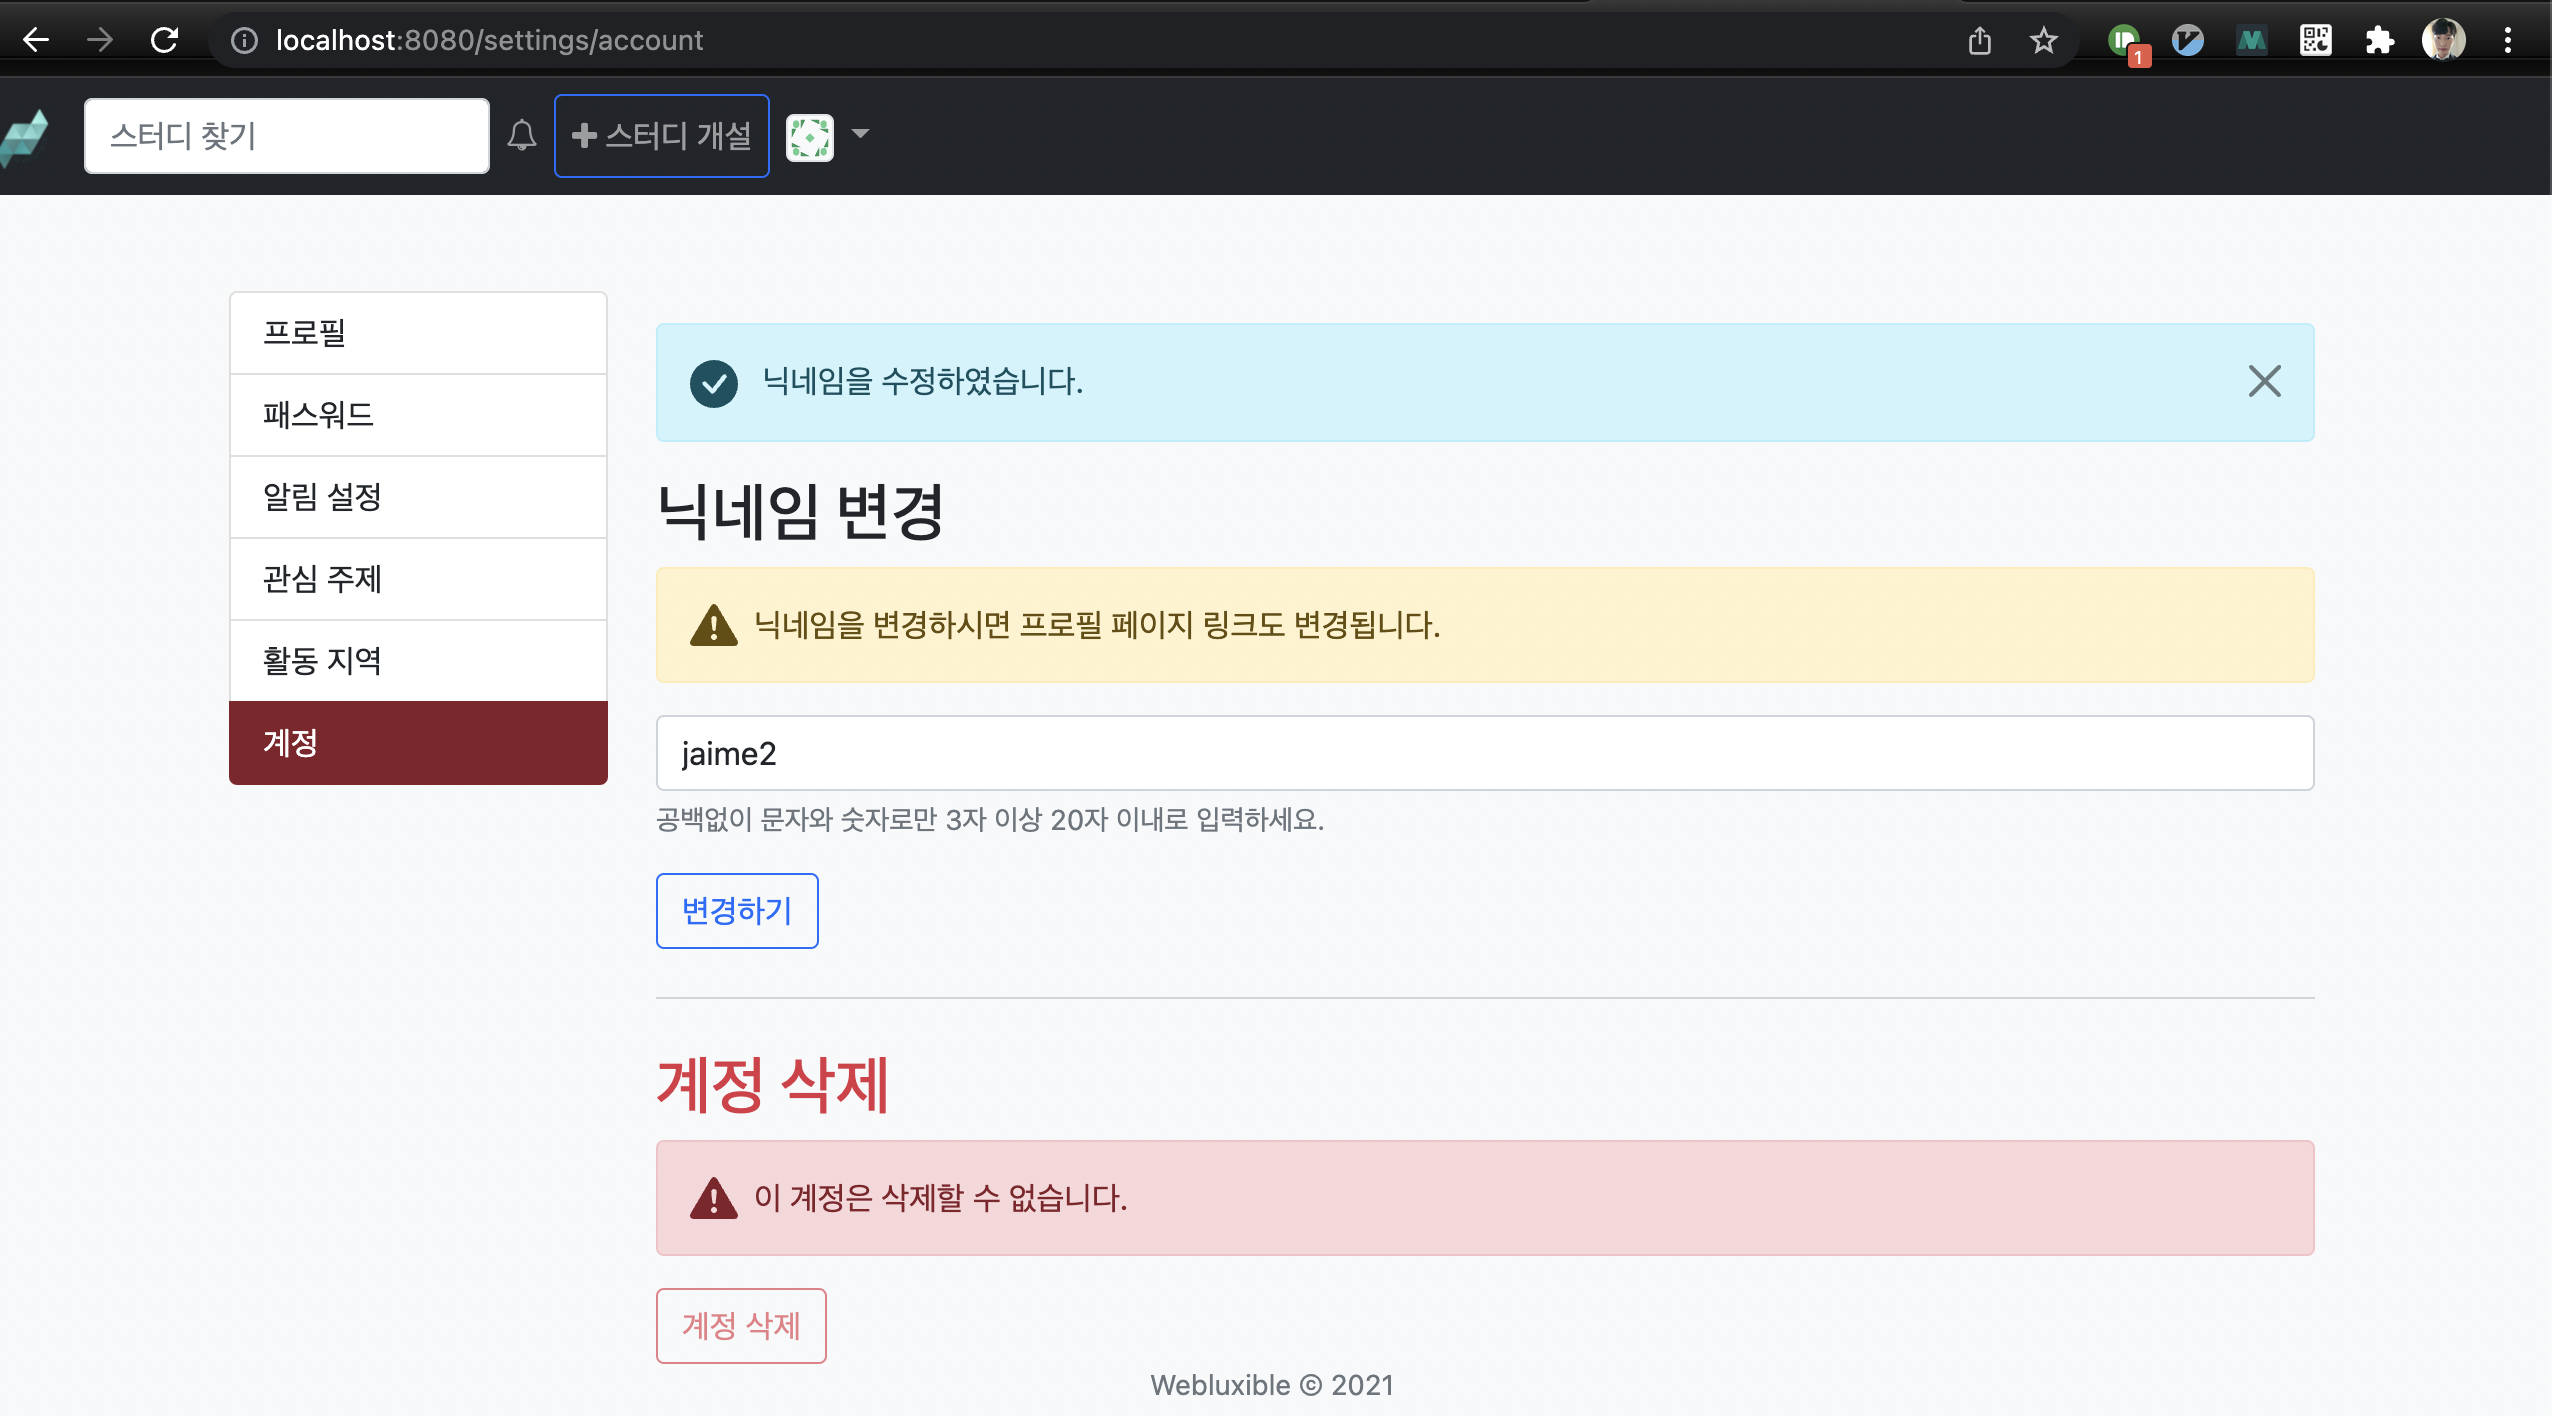 localhost:8080/settings/account
1
스터디 찾기
스터디 개설
프로필
패스워드
알림 설정
관심 주제
활동 지역
계정
닉네임을 수정하였습니다.
닉네임 변경
닉네임을 변경하시면 프로필 페이지 링크도 변경됩니다.
jaime2
공백없이 문자와 숫자로만 3자 이상 20자 이내로 입력하세요.
변경하기
계정 삭제
이 계정은 삭제할 수 없습니다.
계정 삭제
Webluxible © 2021